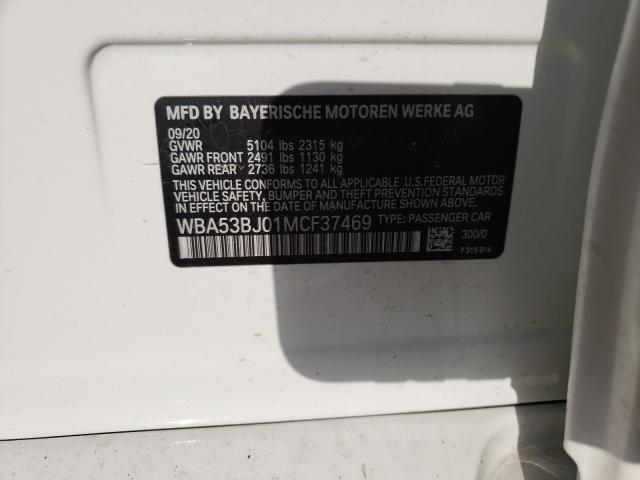 MFD BY BAYERISCHE MOTOREN WERKE AG
09/20
GVWR 5104 lbs 2315 kg
GAWR FRONT 2491 lbs 1130 kg
GAWR REAR 2736 lbs 1241 kg
THIS VEHICLE CONFORMS TO ALL APPLICABLE U.S.FEDERAL MOTOR
VEHICLE SAFETY, BUMPER, AND THEFT PREVENTION STANDARDS
IN EFFECT ON THE DATE OF MANUFACTURE SHOWN ABOVE.
WBA53BJ01MCF37469 TYPE: PASSENGER CAR
300/0
7315814